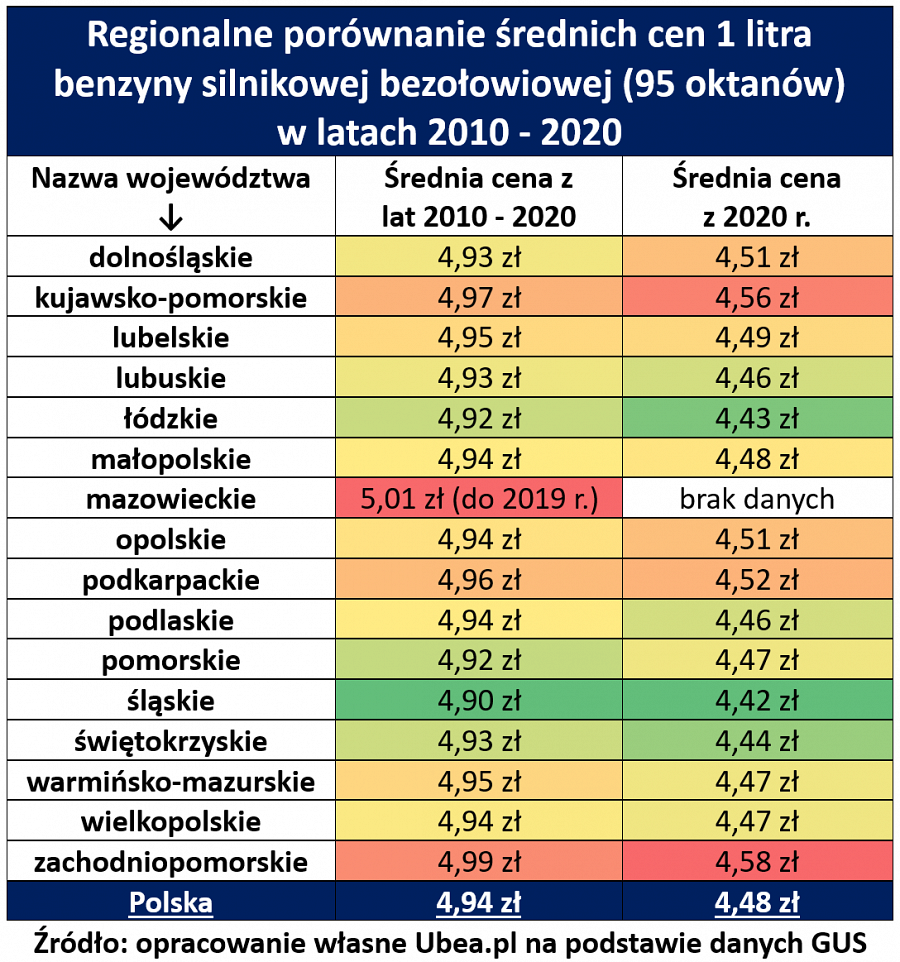 Regionalne porównanie średnich cen 1 litra
benzyny silnikowej bezołowiowej (95 oktanów)
w latach 2010 - 2020
Nazwa województwa ↓ Średnia cena z lat 2010 - 2020 Średnia cena z 2020 r.
dolnośląskie 4,93 zł 4,51 zł
kujawsko-pomorskie 4,97 zł 4,56 zł
lubelskie 4,95 zł 4,49 zł
lubuskie 4,93 zł 4,46 zł
łódzkie 4,92 zł 4,43 zł
małopolskie 4,94 zł 4,48 zł
mazowieckie 5,01 zł (do 2019 r.) brak danych
opolskie 4,94 zł 4,51 zł
podkarpackie 4,96 zł 4,52 zł
podlaskie 4,94 zł 4,46 zł
pomorskie 4,92 zł 4,47 zł
śląskie 4,90 zł 4,42 zł
świętokrzyskie 4,93 zł 4,44 zł
warmińsko-mazurskie 4,95 zł 4,47 zł
wielkopolskie 4,94 zł 4,47 zł
zachodniopomorskie 4,99 zł 4,58 zł
Polska 4,94 zł 4,48 zł
Źródło: opracowanie własne Ubea.pl na podstawie danych GUS